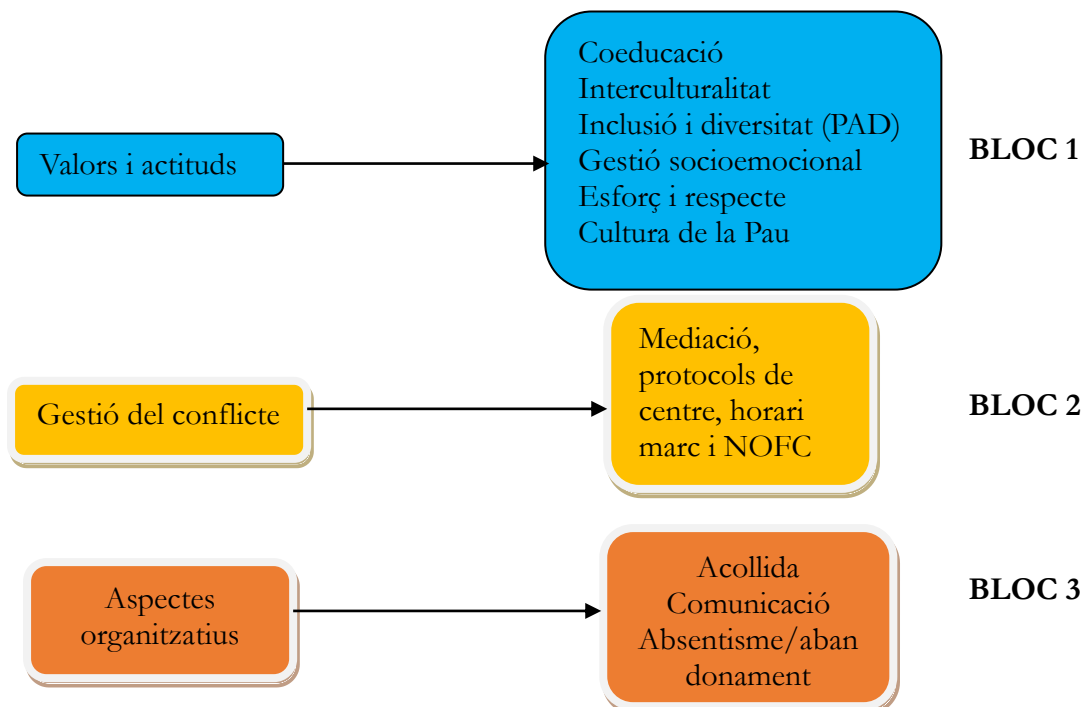 Valors i actituds
Coeducació
Interculturalitat
Inclusió i diversitat (PAD)
Gestió socioemocional
Esforç i respecte
Cultura de la Pau
BLOC 1
Gestió del conflicte
Mediació,
protocols de
centre, horari
marc i NOFC
BLOC 2
Aspectes
organitzatius
Acollida
Comunicació
Absentisme/aban
donament
BLOC 3